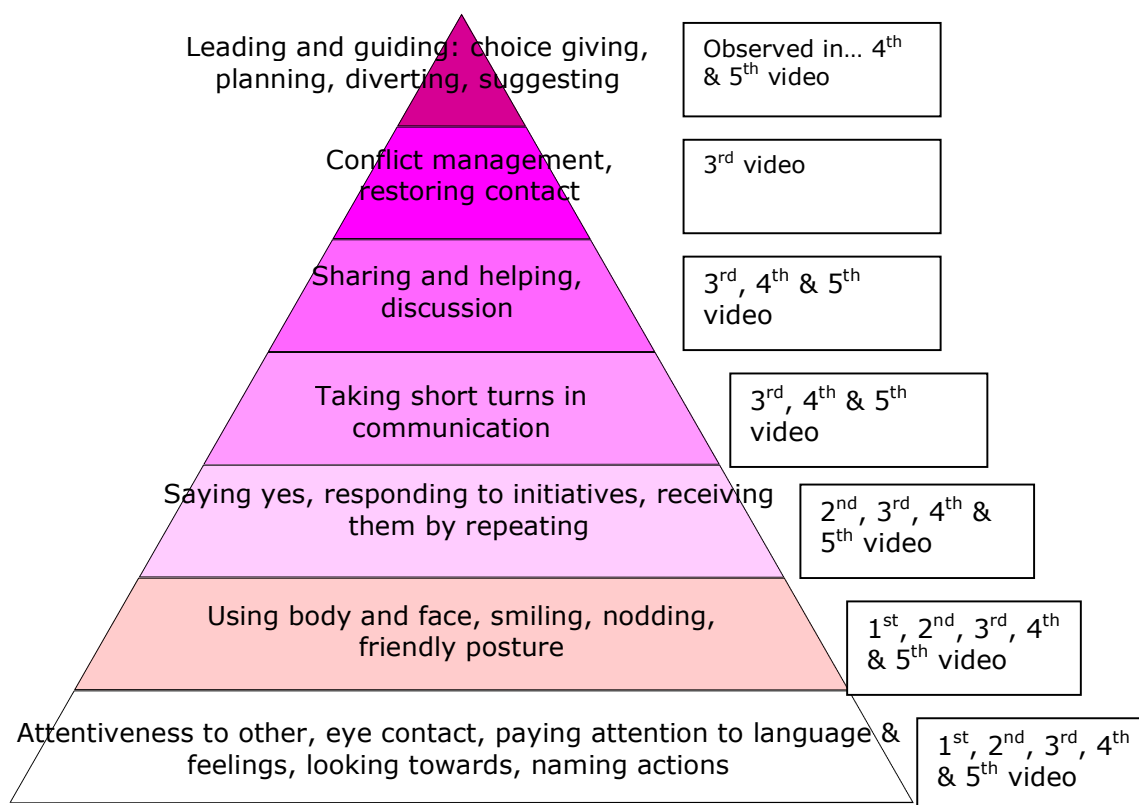 Leading and guiding: choice giving,
planning, diverting, suggesting
Observed in... 4th
& 5th video
Conflict management,
restoring contact
3rd video
Sharing and helping,
discussion
3rd, 4th & 5th
video
Taking short turns in
communication
3rd, 4th & 5th
video
Saying yes, responding to initiatives, receiving
them by repeating
2nd, 3rd, 4th &
5th video
Using body and face, smiling, nodding,
friendly posture
1st, 2nd, 3rd, 4th
& 5th video
Attentiveness to other, eye contact, paying attention to language &
feelings, looking towards, naming actions
1st, 2nd, 3rd, 4th
& 5th video